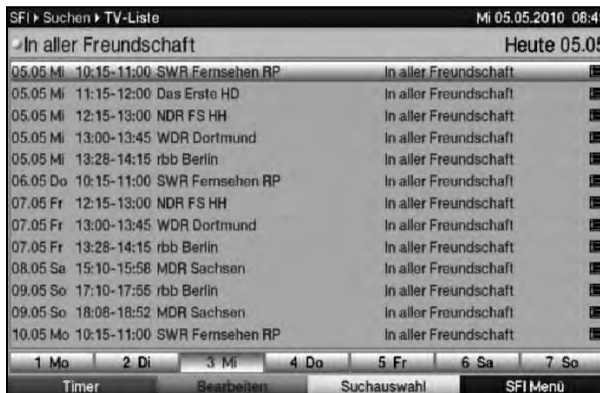 SFI Suchen TV-Liste Mi 05.05.2010 08:4
In aller Freundschaft Heute 05.05
05.05 Mi 10:15-11:00 SWR Fernsehen RP In aller Freundschaft
05.05 Mi 11:15-12:00 Das Erste HD In aller Freundschaft
05.05 Mi 12:15-13:00 NDR FS HH In aller Freundschaft
05.05 Mi 13:00-13:45 WDR Dortmund In aller Freundschaft
05.05 Mi 13:28-14:15 rbb Berlin In aller Freundschaft
06.05 Do 10:15-11:00 SWR Fernsehen RP In aller Freundschaft
07.05 Fr 12:15-13:00 NDR FS HH In aller Freundschaft
07.05 Fr 13:00-13:45 WDR Dortmund In aller Freundschaft
07.05 Fr 13:28-14:15 rbb Berlin In aller Freundschaft
08.05 Sa 15:10-15:58 MDR Sachsen In aller Freundschaft
09.05 So 17:10-17:55 rbb Berlin In aller Freundschaft
09.05 So 18:08-18:52 MDR Sachsen In aller Freundschaft
10.05 Mo 10:15-11:00 SWR Fernsehen RP In aller Freundschaft
1 Mo 2 Di 3 Mi 4 Do 5 Fr 6 Sa 7 So
Timer Bearbeiten Suchauswahl SFI Menü